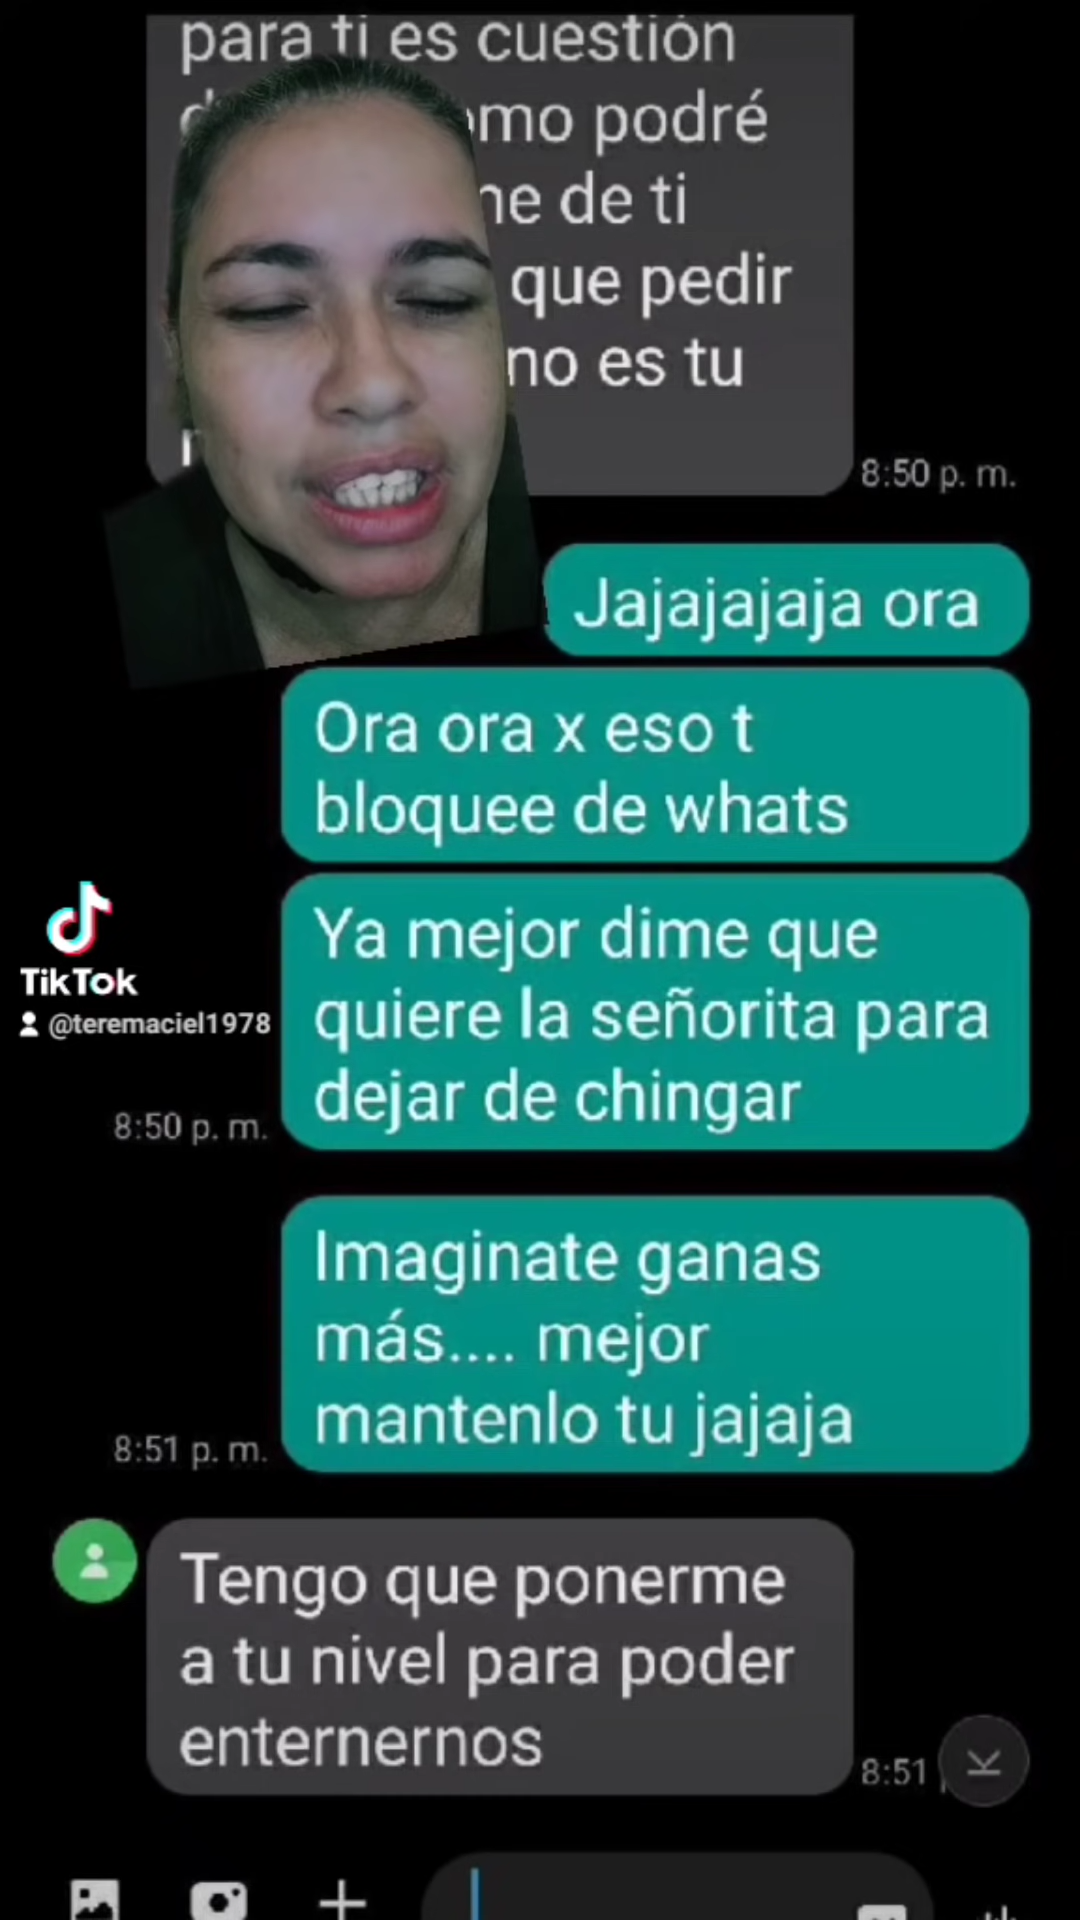 para ti es cuestión
omo podré
ne de ti
que pedir
no es tu
8:50 p. m.
Jajajajaja ora
Ora ora x eso t
bloquee de whats
Ya mejor dime que
quiere la señorita para
dejar de chingar
8:50 p. m.
TikTok
@teremaciel1978
Imaginate ganas
más.... mejor
mantenlo tu jajaja
8:51 p. m.
Tengo que ponerme
a tu nivel para poder
enternernos
8:51